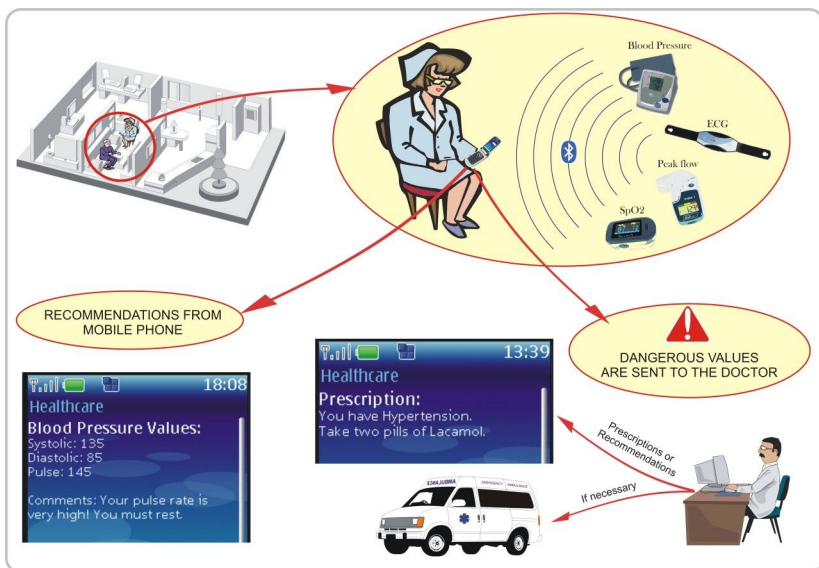 Blood Pressure
ECG
Peak flow
SpO2
RECOMMENDATIONS FROM
MOBILE PHONE
DANGEROUS VALUES
ARE SENT TO THE DOCTOR
18:08
Healthcare
Blood Pressure Values:
Systolic: 135
Diastolic: 85
Pulse: 145
Comments: Your pulse rate is
very high! You must rest.
13:39
Healthcare
Prescription:
You have Hypertension.
Take two pills of Lacamol.
Prescriptions or
Recommendations
If necessary
AMBULANCE
EMERGENCY AMBULANCE